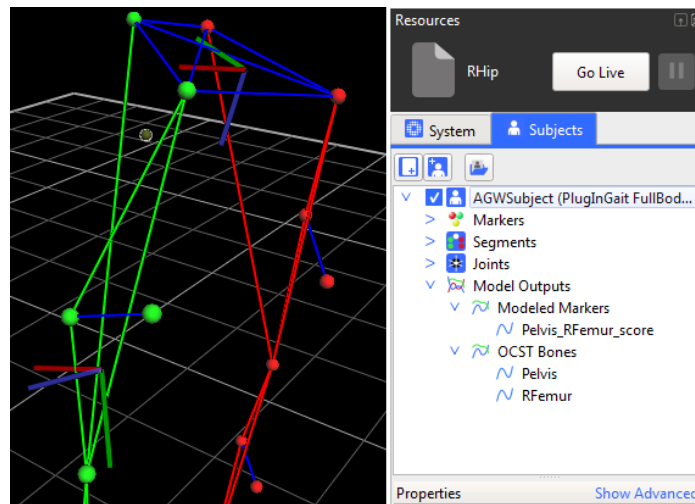 Resources
RHip
Go Live
System
Subjects
AGWSubject (PlugInGait FullBod...
Markers
Segments
Joints
Model Outputs
Modeled Markers
Pelvis_RFemur_score
OCST Bones
Pelvis
RFemur
Properties
Show Advanced